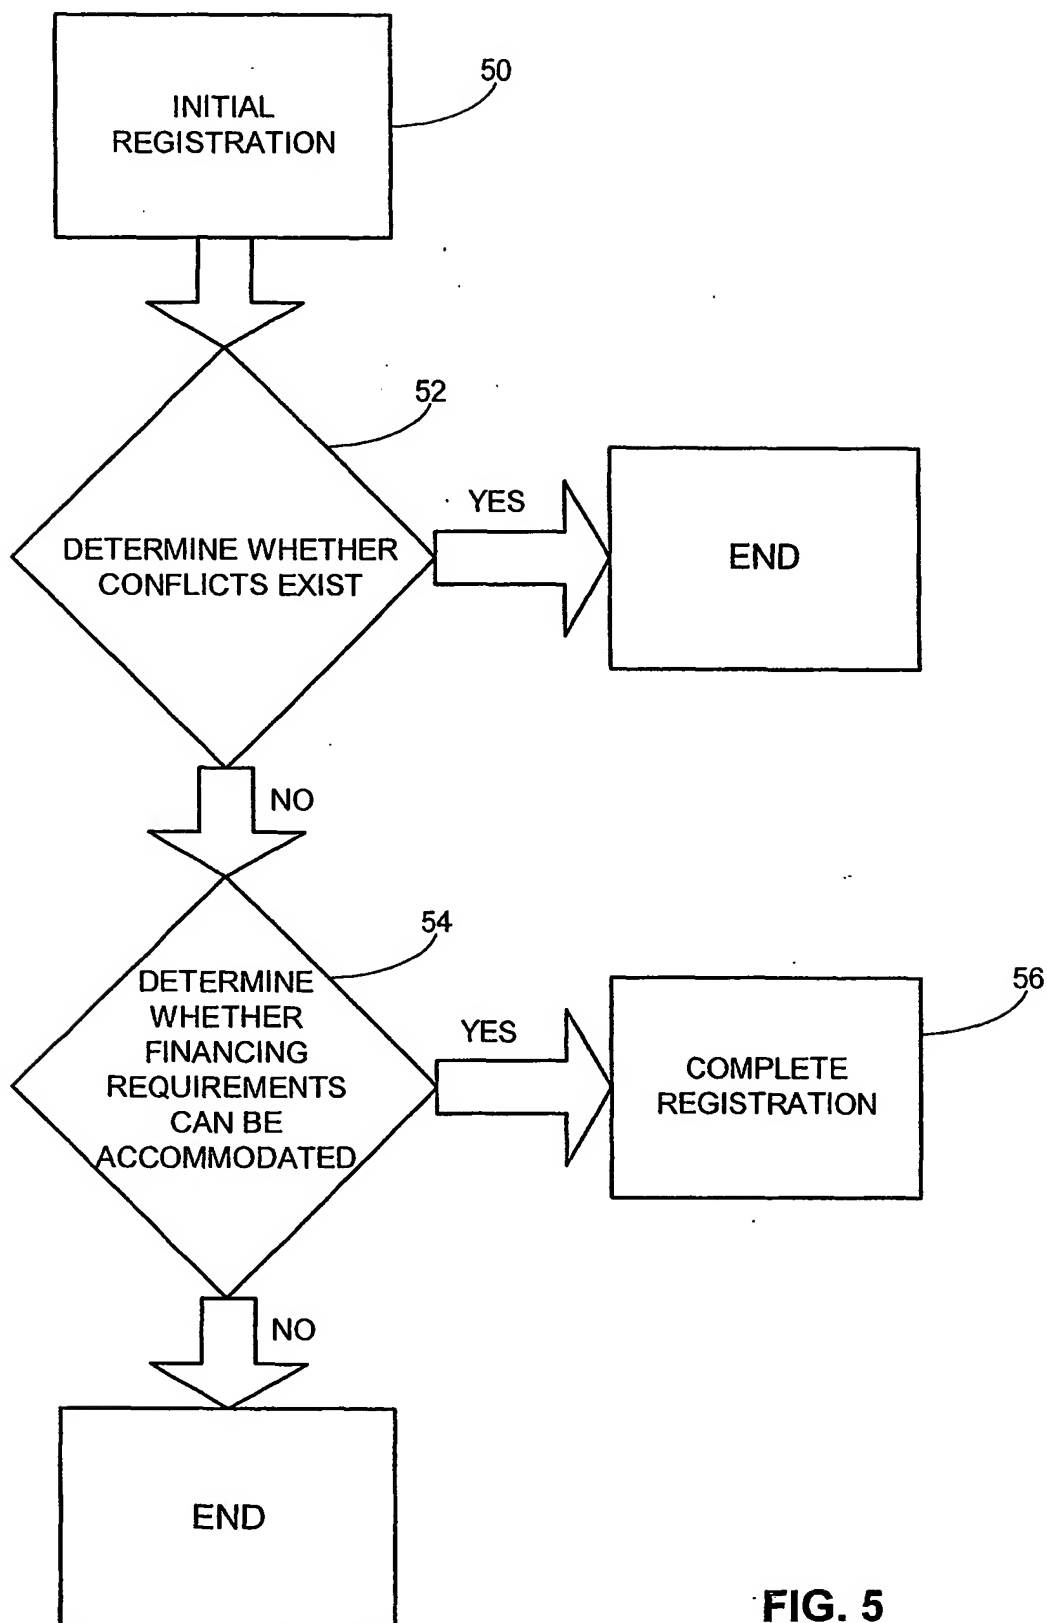 50
INITIAL
REGISTRATION
52
YES
DETERMINE WHETHER
CONFLICTS EXIST
END
NO
54
DETERMINE
WHETHER
FINANCING
REQUIREMENTS
CAN BE
ACCOMMODATED
YES
56
COMPLETE
REGISTRATION
NO
END
FIG. 5